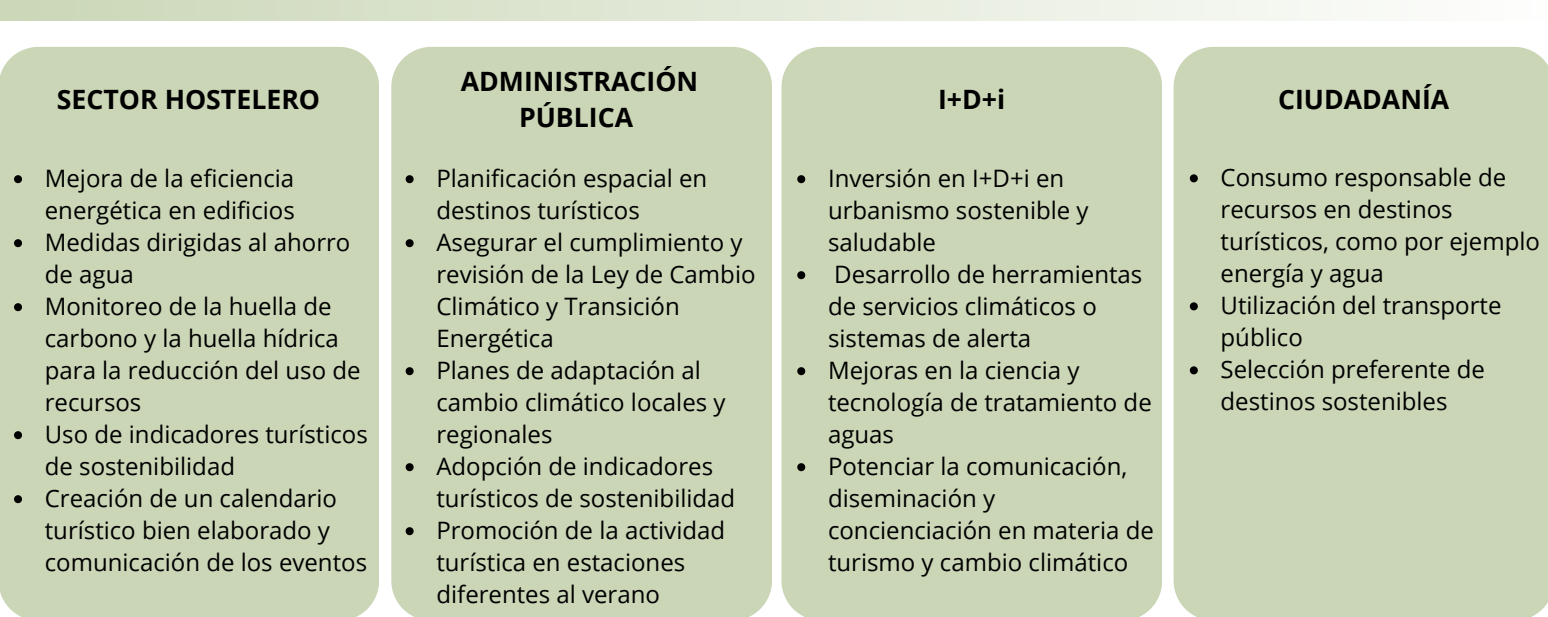 SECTOR HOSTELERO
• Mejora de la eficiencia
energética en edificios
• Medidas dirigidas al ahorro
de agua
• Monitoreo de la huella de
carbono y la huella hídrica
para la reducción del uso de
recursos
• Uso de indicadores turísticos
de sostenibilidad
• Creación de un calendario
turístico bien elaborado y
comunicación de los eventos
ADMINISTRACIÓN
PÚBLICA
• Planificación espacial en
destinos turísticos
• Asegurar el cumplimiento y
revisión de la Ley de Cambio
Climático y Transición
Energética
• Planes de adaptación al
cambio climático locales y
regionales
• Adopción de indicadores
turísticos de sostenibilidad
• Promoción de la actividad
turística en estaciones
diferentes al verano
I+D+i
• Inversión en I+D+i en
urbanismo sostenible y
saludable
• Desarrollo de herramientas
de servicios climáticos o
sistemas de alerta
• Mejoras en la ciencia y
tecnología de tratamiento de
aguas
• Potenciar la comunicación,
diseminación y
concienciación en materia de
turismo y cambio climático
CIUDADANÍA
• Consumo responsable de
recursos en destinos
turísticos, como por ejemplo
energía y agua
• Utilización del transporte
público
• Selección preferente de
destinos sostenibles